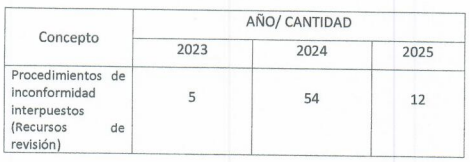 Concepto
AÑO/ CANTIDAD
2023
2024
2025
Procedimientos de
inconformidad
interpuestos
(Recursos de
revisión)
5
54
12